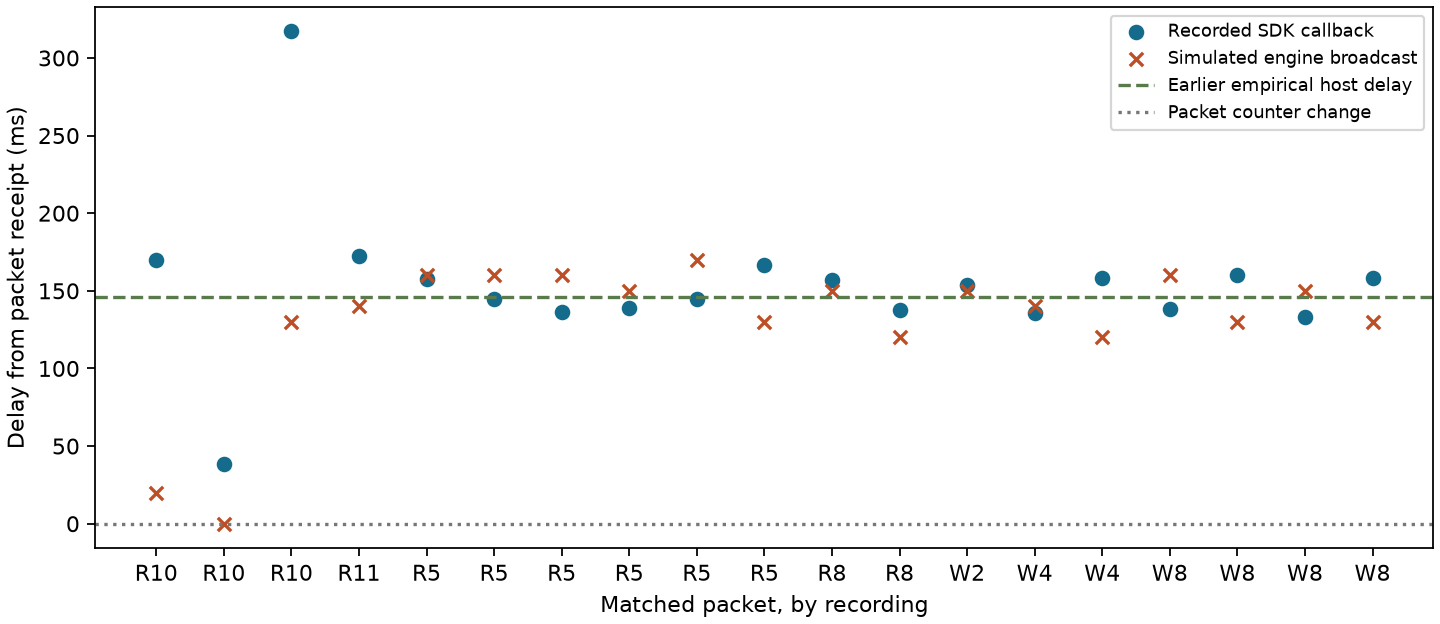 Recorded SDK callback
Simulated engine broadcast
Earlier empirical host delay
Packet counter change
Delay from packet receipt (ms)
300
250
200
150
100
50
0
R10 R10 R10 R11 R5 R5 R5 R5 R5 R5 R8 R8 W2 W4 W4 W8 W8 W8 W8
Matched packet, by recording